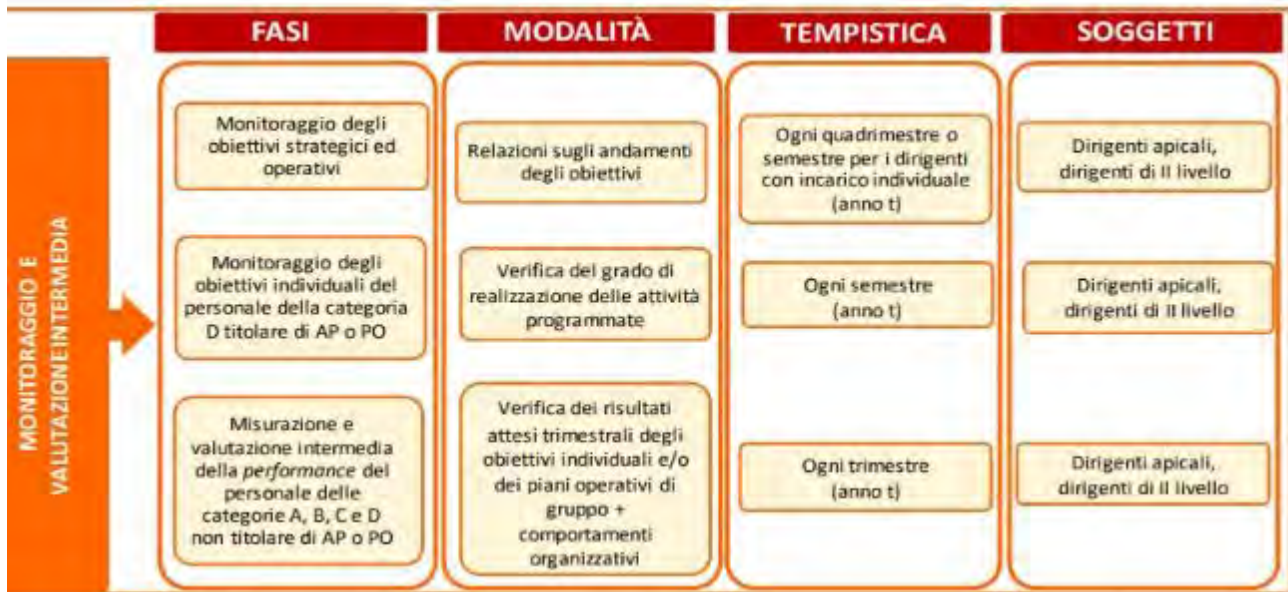 FASI
MODALITÀ
TEMPISTICA
SOGGETTI
MONITORAGGIO E
VALUTAZIONE INTERMEDIA
Monitoraggio degli
obiettivi strategici ed
operativi
Relazioni sugli andamenti
degli obiettivi
Ogni quadrimestre o
semestre per i dirigenti
con incarico individuale
(anno t)
Dirigenti apicali,
dirigenti di II livello
Monitoraggio degli
obiettivi individuali del
personale della categoria
D titolare di AP o PO
Verifica del grado di
realizzazione delle attività
programmate
Ogni semestre
(anno t)
Dirigenti apicali,
dirigenti di II livello
Misurazione e
valutazione intermedia
della performance del
personale delle
categorie A, B, C e D
non titolare di AP o PO
Verifica dei risultati
attesi trimestrali degli
obiettivi individuali e/o
dei piani operativi di
gruppo +
comportamenti
organizzativi
Ogni trimestre
(anno t)
Dirigenti apicali,
dirigenti di II livello